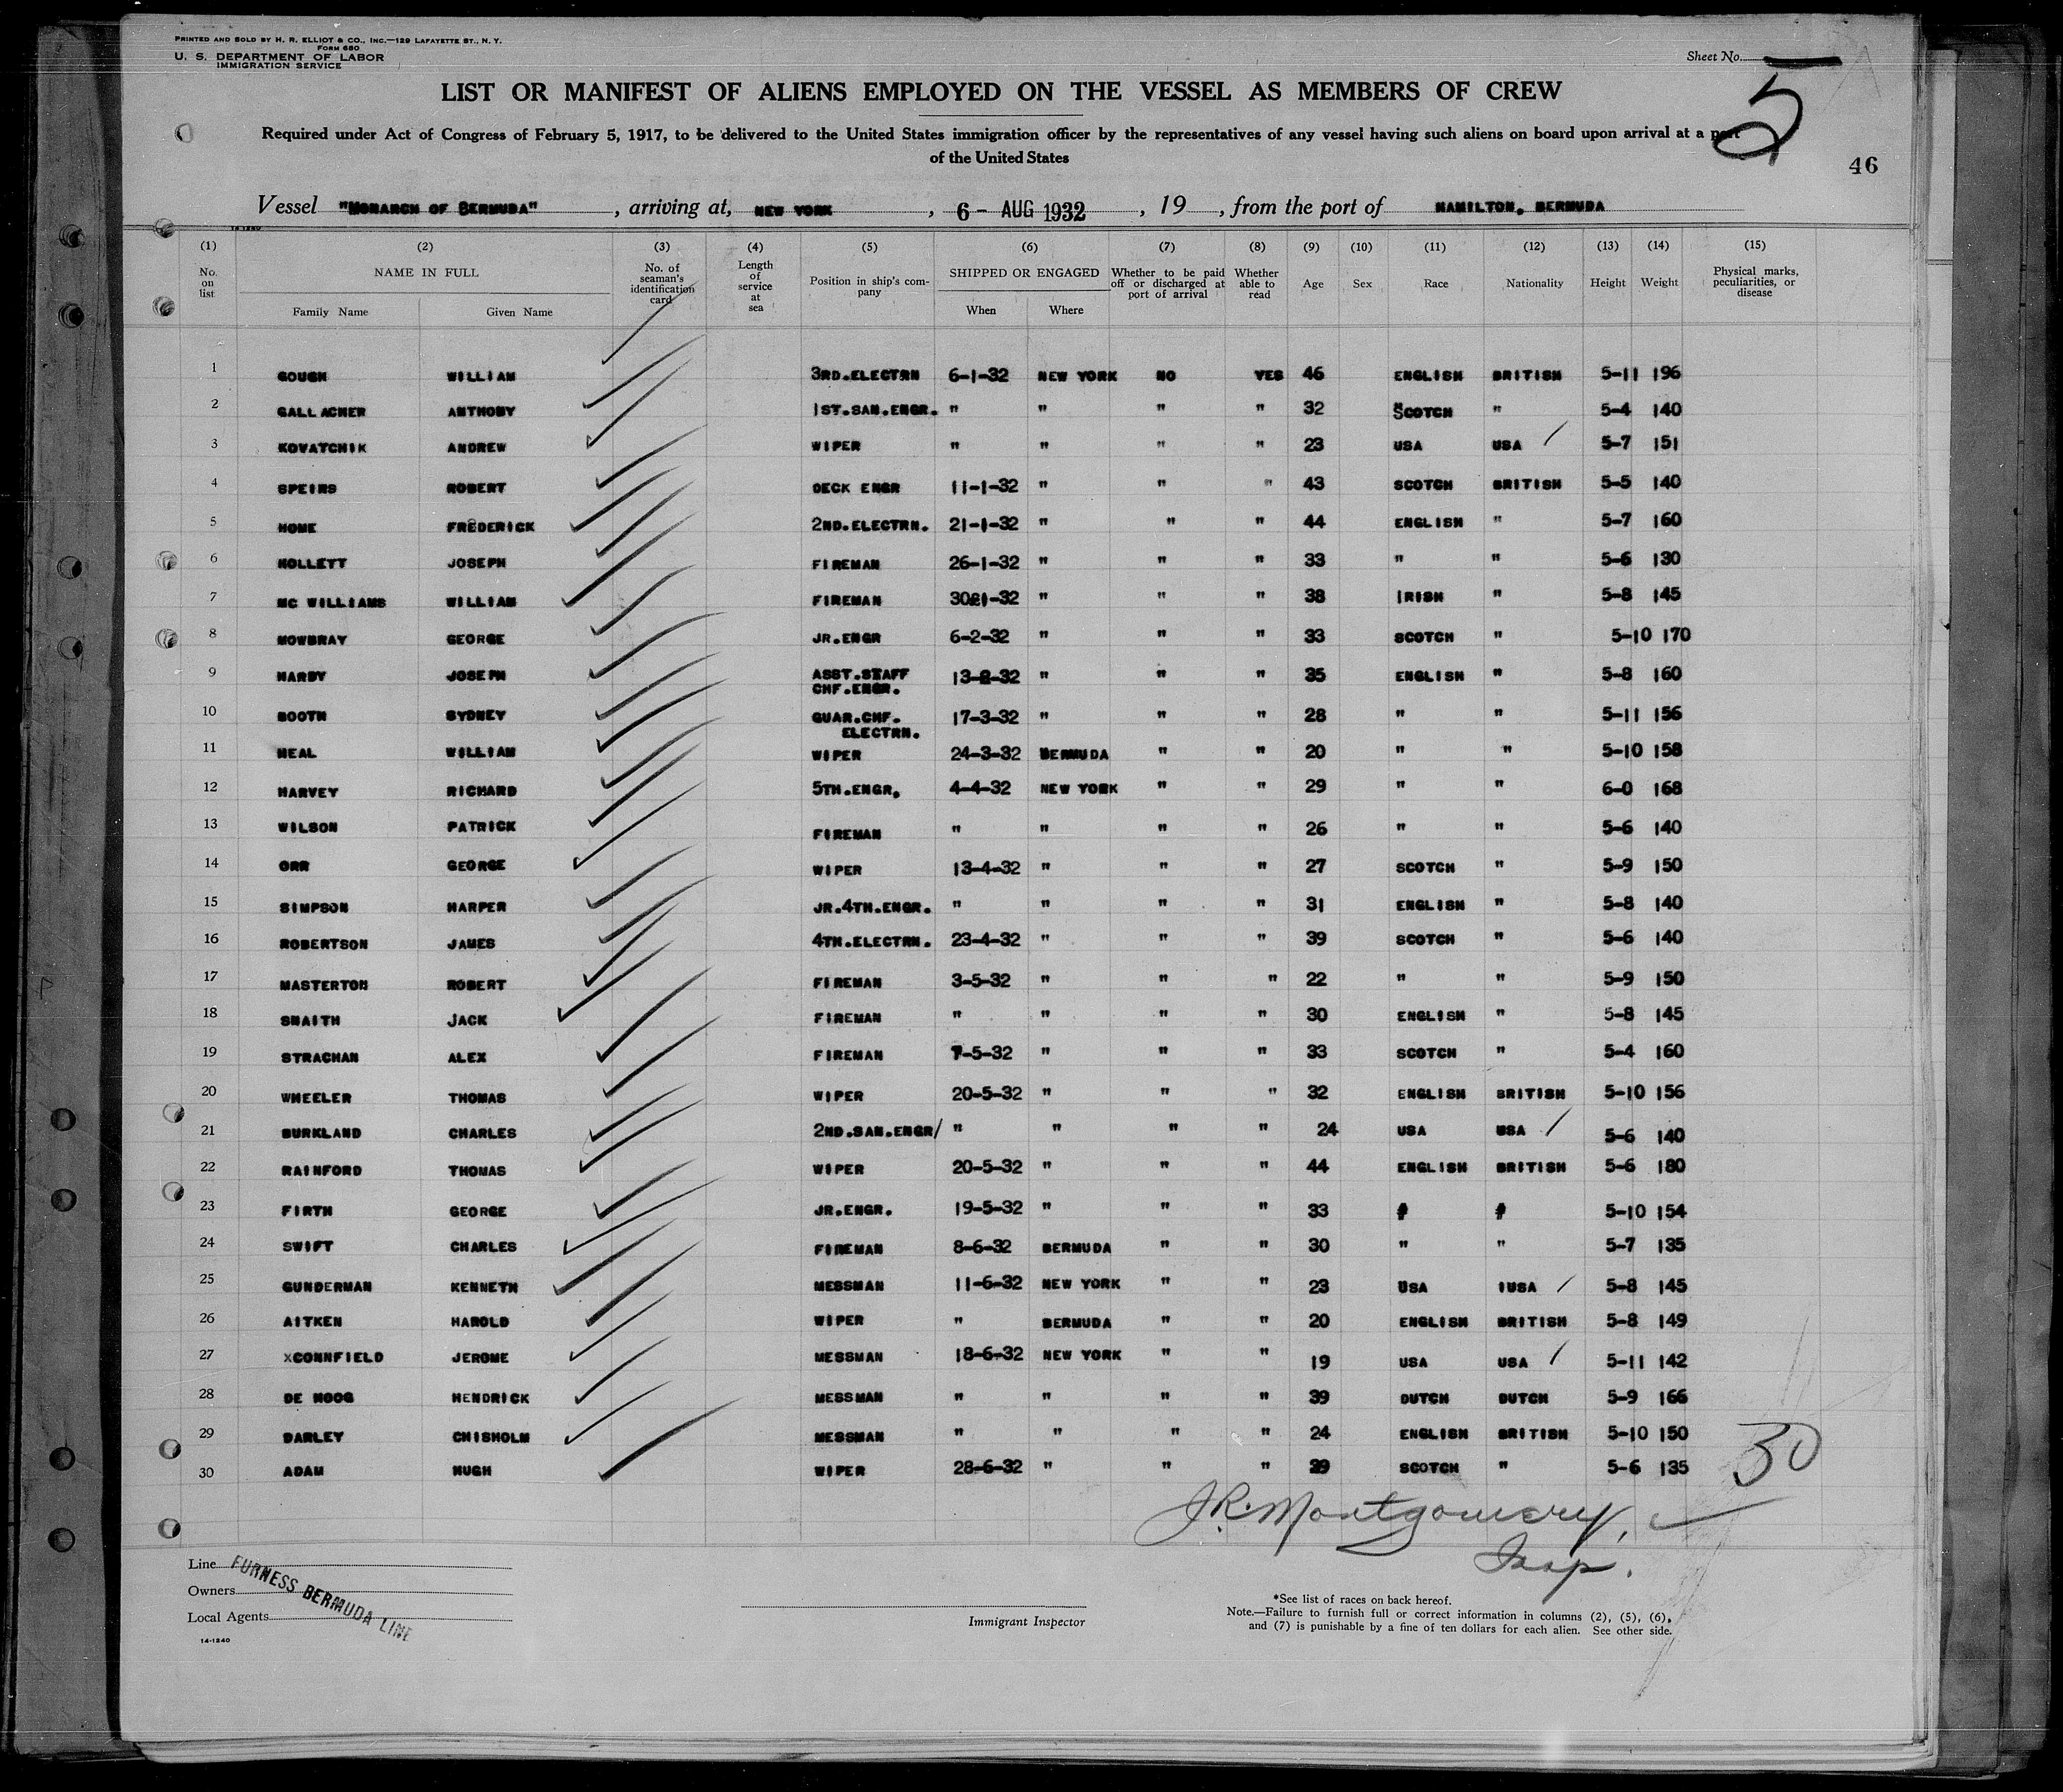 PRINTED AND SOLD BY H. R. ELLIOT & CO., INC.—129 LAFAYETTE ST., N. Y.
FORM 680
U. S. DEPARTMENT OF LABOR
IMMIGRATION SERVICE
Sheet No. 5
LIST OR MANIFEST OF ALIENS EMPLOYED ON THE VESSEL AS MEMBERS OF CREW
Required under Act of Congress of February 5, 1917, to be delivered to the United States immigration officer by the representatives of any vessel having such aliens on board upon arrival at a port
of the United States
46
Vessel "MONARCH OF BERMUDA", arriving at, NEW YORK, 6 - AUG 1932, 19, from the port of HAMILTON, BERMUDA
14-1240
(1) (2) (3) (4) (5) (6) (7) (8) (9) (10) (11) (12) (13) (14) (15)
No. on list NAME IN FULL Family Name Given Name No. of seaman's identification card Length of service at sea Position in ship's company SHIPPED OR ENGAGED When Where Whether to be paid off or discharged at port of arrival Whether able to read Age Sex Race Nationality Height Weight Physical marks, peculiarities, or disease
1 GOUGH WILLIAM 3RD.ELECTRN 6-1-32 NEW YORK NO YES 46 ENGLISH BRITISH 5-11 196
2 GALLACHER ANTHONY 1ST.SAN.ENGR. " " " " 32 SCOTCH " 5-4 140
3 KOVATCHIK ANDREW WIPER " " " " 23 USA USA / 5-7 151
4 SPEIRS ROBERT DECK ENGR 11-1-32 " " " 43 SCOTCH BRITISH 5-5 140
5 HOME FREDERICK 2ND.ELECTRN. 21-1-32 " " " 44 ENGLISH " 5-7 160
6 HOLLETT JOSEPH FIREMAN 26-1-32 " " " 33 " " 5-6 130
7 MC WILLIAMS WILLIAM FIREMAN " " " 38 IRISH " 5-8 145
8 MOWBRAY GEORGE JR.ENGR 6-2-32 " " " 33 SCOTCH " 5-10 170
9 HARDY JOSEPH ASST.STAFF CHF.ENGR. 13-2-32 " " " 35 ENGLISH " 5-8 160
10 BOOTH SYDNEY GUAR.CHF. ELECTRN. 17-3-32 " " " 28 " " 5-11 156
11 NEAL WILLIAM WIPER 24-3-32 BERMUDA " " 20 " " 5-10 158
12 HARVEY RICHARD 5TH.ENGR. 4-4-32 NEW YORK " " 29 " " 6-0 168
13 WILSON PATRICK FIREMAN " " " " 26 " " 5-6 140
14 ORR GEORGE WIPER 13-4-32 " " " 27 SCOTCH " 5-9 150
15 SIMPSON HARPER JR.4TH.ENGR. " " " " 31 ENGLISH " 5-8 140
16 ROBERTSON JAMES 4TH.ELECTRN. 23-4-32 " " " 39 SCOTCH " 5-6 140
17 MASTERTON ROBERT FIREMAN 3-5-32 " " " 22 " " 5-9 150
18 SNAITH JACK FIREMAN " " " " 30 ENGLISH " 5-8 145
19 STRACHAN ALEX FIREMAN 7-5-32 " " " 33 SCOTCH " 5-4 160
20 WHEELER THOMAS WIPER 20-5-32 " " " 32 ENGLISH BRITISH 5-10 156
21 BURKLAND CHARLES 2ND.SAN.ENGR/ " " " " 24 USA USA / 5-6 140
22 RAINFORD THOMAS WIPER 20-5-32 " " " 44 ENGLISH BRITISH 5-6 180
23 FIRTH GEORGE JR.ENGR. 19-5-32 " " " 33 " " 5-10 154
24 SWIFT CHARLES FIREMAN 8-6-32 BERMUDA " " 30 " " 5-7 135
25 GUNDERMAN KENNETH MESSMAN 11-6-32 NEW YORK " " 23 USA USA / 5-8 145
26 AITKEN HAROLD WIPER " BERMUDA " " 20 ENGLISH BRITISH 5-8 149
27 XCONNFIELD JEROME MESSMAN 18-6-32 NEW YORK " " 19 USA USA / 5-11 142
28 DE HOOG HENDRICK MESSMAN " " " " 39 DUTCH DUTCH 5-9 166
29 DARLEY CHISHOLM MESSMAN " " " " 24 ENGLISH BRITISH 5-10 150
30 ADAM HUGH WIPER 28-6-32 " " " 29 SCOTCH " 5-6 135
30
J.R. Montgomery,
Insp.
Line FURNESS BERMUDA LINE
Owners
Local Agents
14-1240
Immigrant Inspector
*See list of races on back hereof.
Note.—Failure to furnish full or correct information in columns (2), (5), (6),
and (7) is punishable by a fine of ten dollars for each alien. See other side.